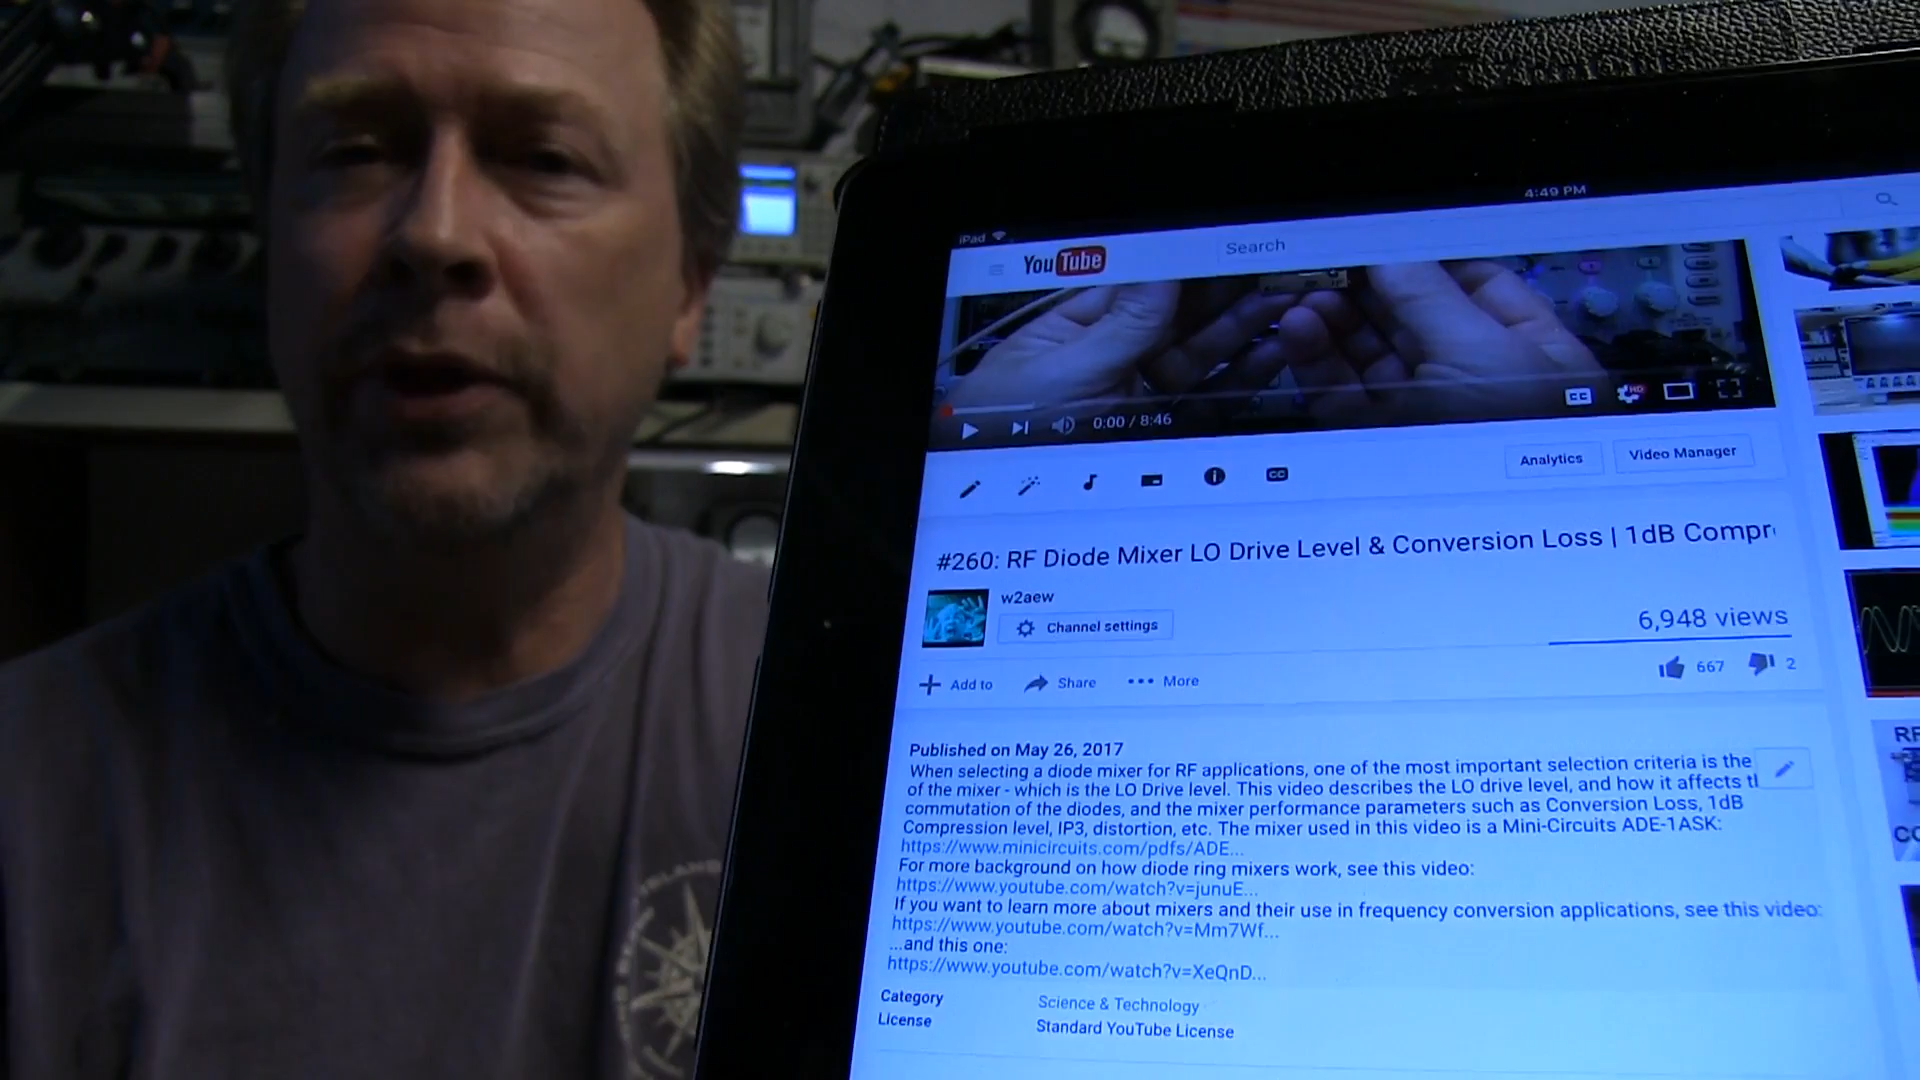 4:49 PM
iPad
YouTube
Search
0:00 / 8:46
CC
HD
CC
Analytics
Video Manager
#260: RF Diode Mixer LO Drive Level & Conversion Loss | 1dB Compr
w2aew
Channel settings
6,948 views
Add to
Share
More
667
2
Published on May 26, 2017
When selecting a diode mixer for RF applications, one of the most important selection criteria is the
of the mixer - which is the LO Drive level. This video describes the LO drive level, and how it affects
commutation of the diodes, and the mixer performance parameters such as Conversion Loss, 1dB
Compression level, IP3, distortion, etc. The mixer used in this video is a Mini-Circuits ADE-1ASK:
https://www.minicircuits.com/pdfs/ADE...
For more background on how diode ring mixers work, see this video:
https://www.youtube.com/watch?v=junuE...
If you want to learn more about mixers and their use in frequency conversion applications, see this video:
https://www.youtube.com/watch?v=Mm7Wf...
...and this one:
https://www.youtube.com/watch?v=XeQnD...
Category
Science & Technology
License
Standard YouTube License
RF